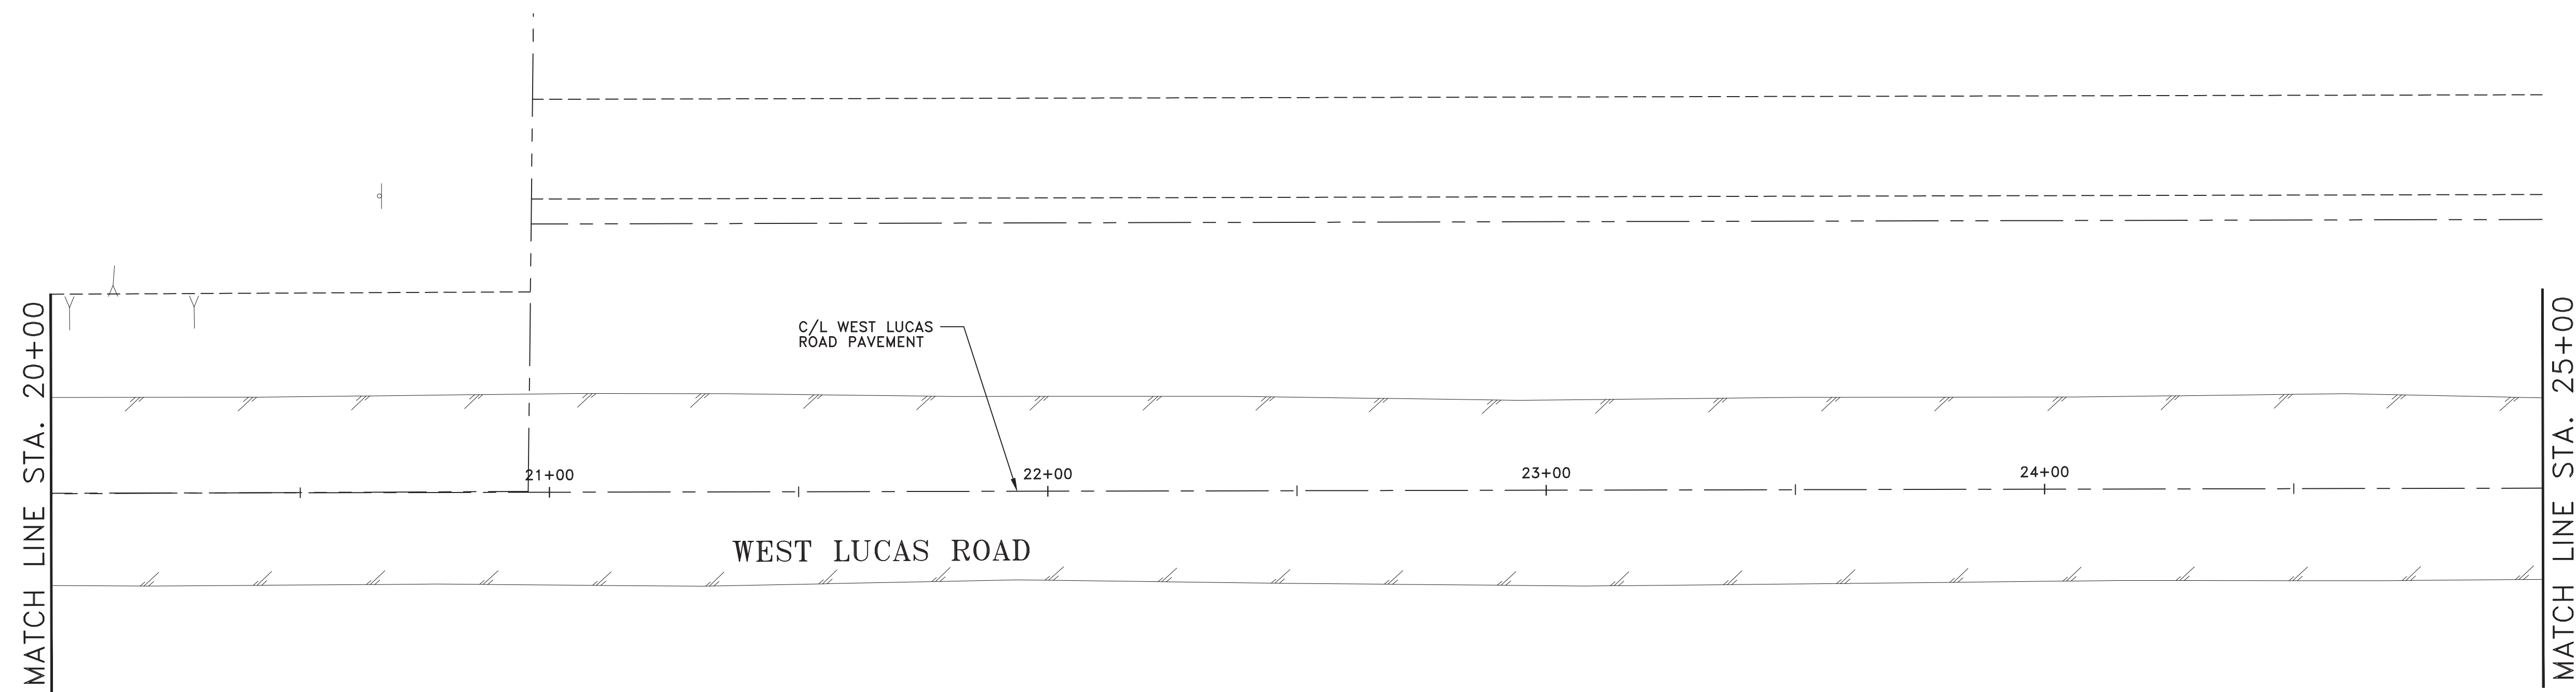 MATCH LINE STA. 20+00
C/L WEST LUCAS
ROAD PAVEMENT
21+00
22+00
23+00
24+00
WEST LUCAS ROAD
MATCH LINE STA. 25+00